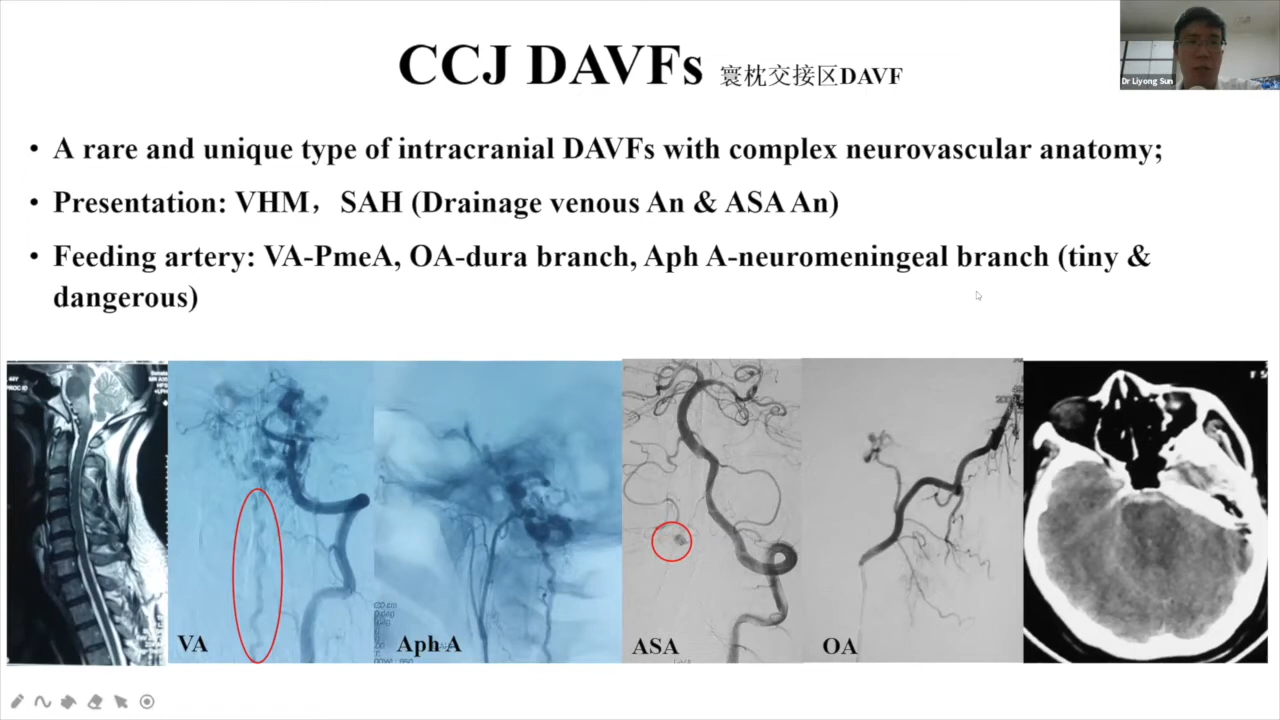 Dr Liyong Sun
CCJ DAVFs 寰枕交接区DAVF
• A rare and unique type of intracranial DAVFs with complex neurovascular anatomy;
• Presentation: VHM，SAH (Drainage venous An & ASA An)
• Feeding artery: VA-PmeA, OA-dura branch, Aph A-neuromeningeal branch (tiny &
dangerous)
VA
Aph A
ASA
OA